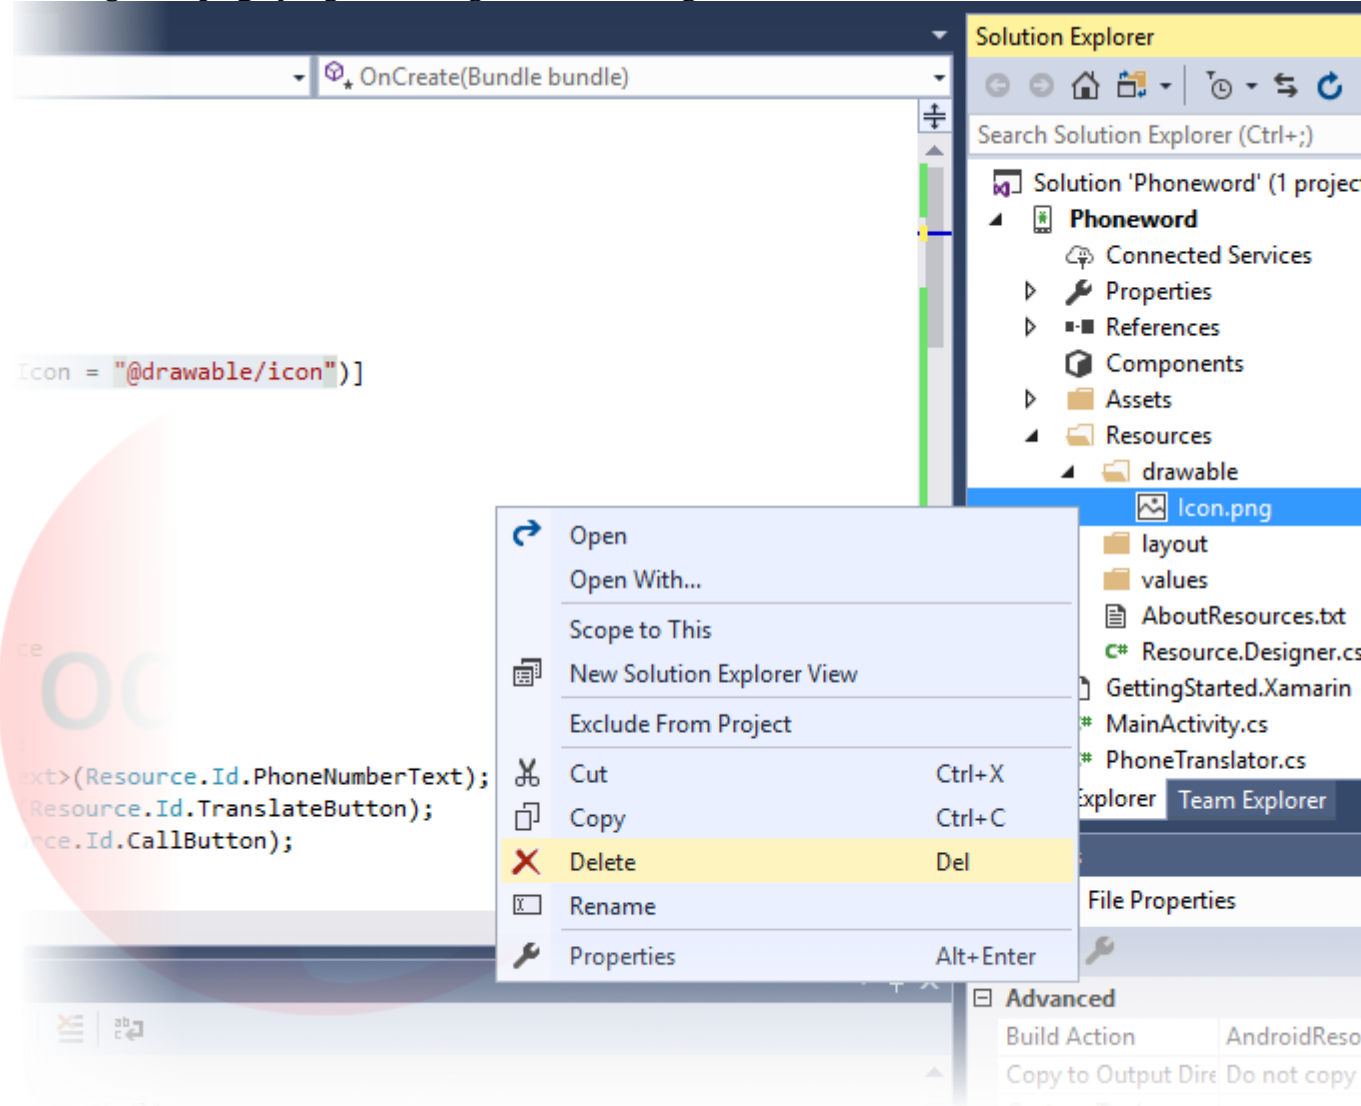 OnCreate(Bundle bundle)
Icon = "@drawable/icon")]
ce
ext>(Resource.Id.PhoneNumberText);
(Resource.Id.TranslateButton);
rce.Id.CallButton);
Open
Open With...
Scope to This
New Solution Explorer View
Exclude From Project
Cut Ctrl+X
Copy Ctrl+C
Delete Del
Rename
Properties Alt+Enter
Solution Explorer
Search Solution Explorer (Ctrl+;)
Solution 'Phoneword' (1 project
Phoneword
Connected Services
Properties
References
Components
Assets
Resources
drawable
Icon.png
layout
values
AboutResources.txt
Resource.Designer.cs
GettingStarted.Xamarin
MainActivity.cs
PhoneTranslator.cs
Explorer Team Explorer
File Properties
Advanced
Build Action AndroidReso
Copy to Output Dire Do not copy